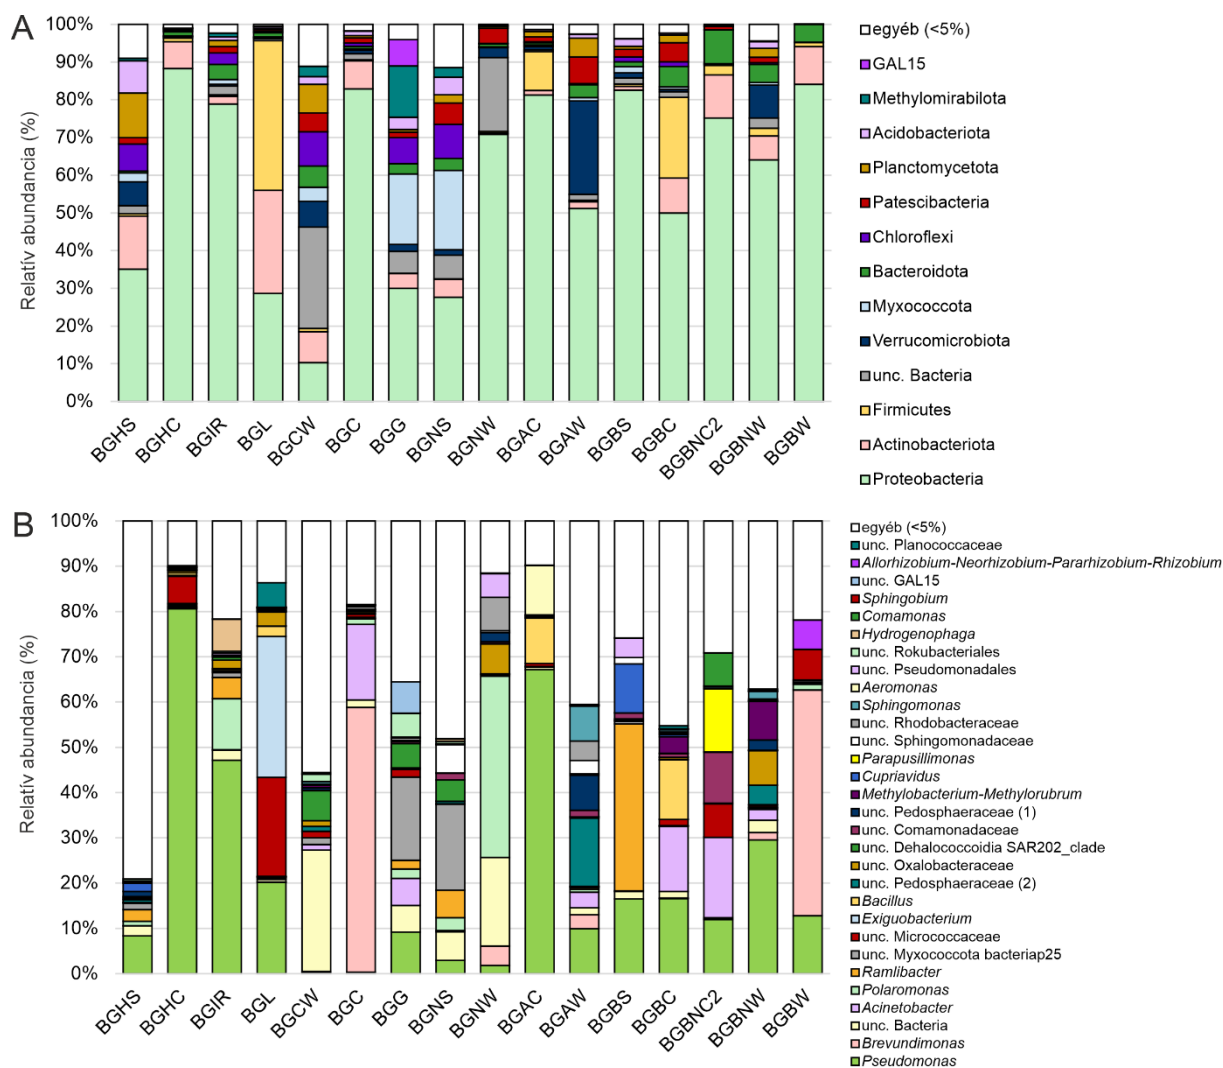 A
Relatív abundancia (%)
100%
90%
80%
70%
60%
50%
40%
30%
20%
10%
0%
BGHS
BGHC
BGIR
BGL
BGCW
BGC
BGG
BGNS
BGNW
BGAC
BGAW
BGBS
BGBC
BGBNC2
BGBNW
BGBW
egyéb (<5%)
GAL15
Methylomirabilota
Acidobacteriota
Planctomycetota
Patescibacteria
Chloroflexi
Bacteroidota
Myxococcota
Verrucomicrobiota
unc. Bacteria
Firmicutes
Actinobacteriota
Proteobacteria
B
Relatív abundancia (%)
100%
90%
80%
70%
60%
50%
40%
30%
20%
10%
0%
BGHS
BGHC
BGIR
BGL
BGCW
BGC
BGG
BGNS
BGNW
BGAC
BGAW
BGBS
BGBC
BGBNC2
BGBNW
BGBW
egyéb (<5%)
unc. Planococcaceae
Allorhizobium-Neorhizobium-Pararhizobium-Rhizobium
unc. GAL15
Sphingobium
Comamonas
Hydrogenophaga
unc. Rokubacteriales
unc. Pseudomonadales
Aeromonas
Sphingomonas
unc. Rhodobacteraceae
unc. Sphingomonadaceae
Parapusillimonas
Cupriavidus
Methylobacterium-Methylorubrum
unc. Pedosphaeraceae (1)
unc. Comamonadaceae
unc. Dehalococcoidia SAR202_clade
unc. Oxalobacteraceae
unc. Pedosphaeraceae (2)
Bacillus
Exiguobacterium
unc. Micrococcaceae
unc. Myxococcota bacteriap25
Ramlibacter
Polaromonas
Acinetobacter
unc. Bacteria
Brevundimonas
Pseudomonas